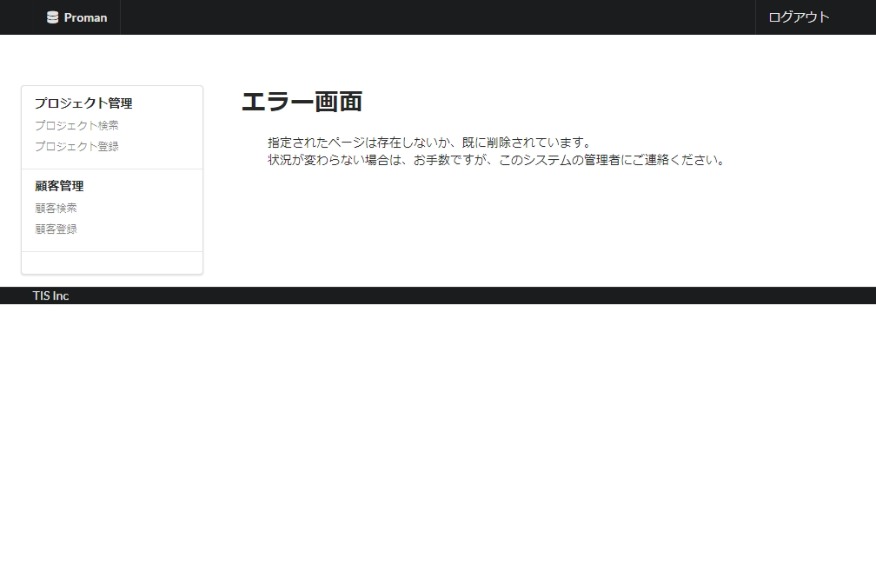 Proman
ログアウト
プロジェクト管理
プロジェクト検索
プロジェクト登録
顧客管理
顧客検索
顧客登録
エラー画面
指定されたページは存在しないか、既に削除されています。
状況が変わらない場合は、お手数ですが、このシステムの管理者にご連絡ください。
TIS Inc